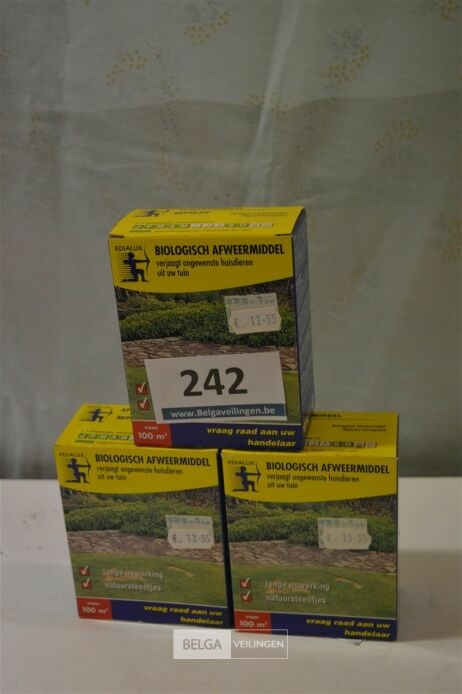 EDIALUX
BIOLOGISCH AFWEERMIDDEL
verjaagt ongewenste huisdieren
uit uw tuin
€. 13-55
242
www.Belgaveilingen.be
voor
100 m²
vraag raad aan uw
handelaar
EDIALUX
BIOLOGISCH AFWEERMIDDEL
verjaagt ongewenste huisdieren
uit uw tuin
€. 13-55
lange nawerking
natuursteentjes
voor
100 m²
vraag raad aan uw
handelaar
EDIALUX
BIOLOGISCH AFWEERMIDDEL
verjaagt ongewenste huisdieren
uit uw tuin
€. 13-55
lange nawerking
natuursteentjes
voor
100 m²
vraag raad aan uw
handelaar
BELGA VEILINGEN